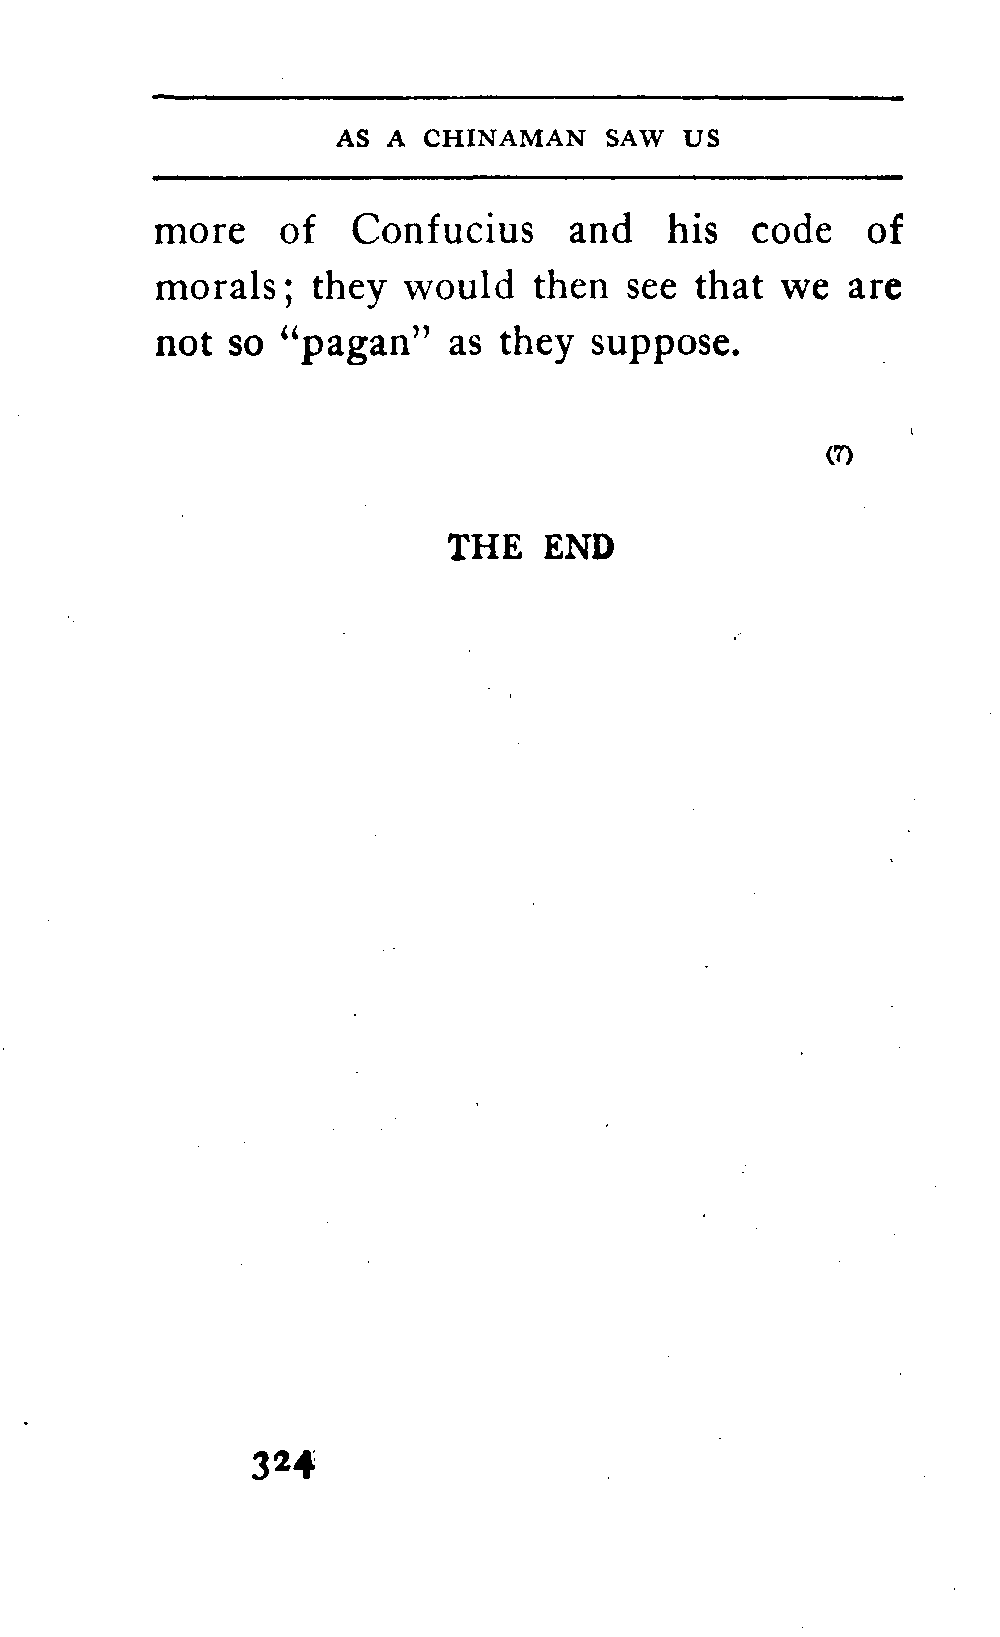 AS A CHINAMAN SAW US
more of Confucius and his code of
morals; they would then see that we are
not so “pagan” as they suppose.
(7)
THE END
324